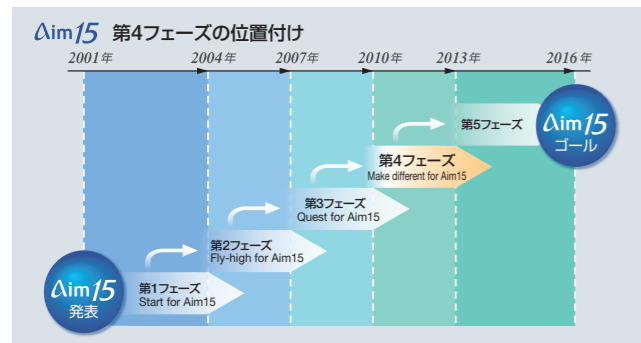 Aim15 第4フェーズの位置付け
2001年 2004年 2007年 2010年 2013年 2016年
第5フェーズ
Aim15
ゴール
第4フェーズ
Make different for Aim15
第3フェーズ
Quest for Aim15
第2フェーズ
Fly-high for Aim15
Aim15
発表
第1フェーズ
Start for Aim15